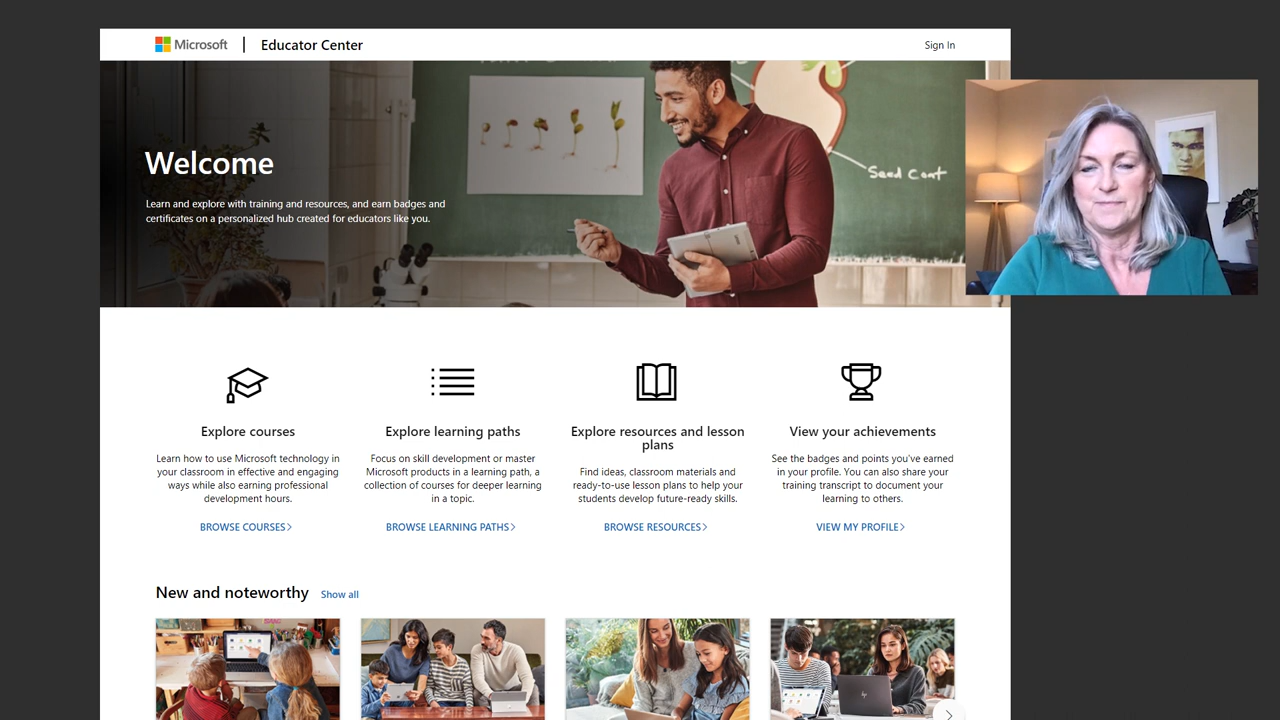 Microsoft | Educator Center
Sign In
Seed Coat
Welcome
Learn and explore with training and resources, and earn badges and
certificates on a personalized hub created for educators like you.
Explore courses
Learn how to use Microsoft technology in
your classroom in effective and engaging
ways while also earning professional
development hours.
BROWSE COURSES
Explore learning paths
Focus on skill development or master
Microsoft products in a learning path, a
collection of courses for deeper learning
in a topic.
BROWSE LEARNING PATHS
Explore resources and lesson
plans
Find ideas, classroom materials and
ready-to-use lesson plans to help your
students develop future-ready skills.
BROWSE RESOURCES
View your achievements
See the badges and points you've earned
in your profile. You can also share your
training transcript to document your
learning to others.
VIEW MY PROFILE
New and noteworthy Show all
hp